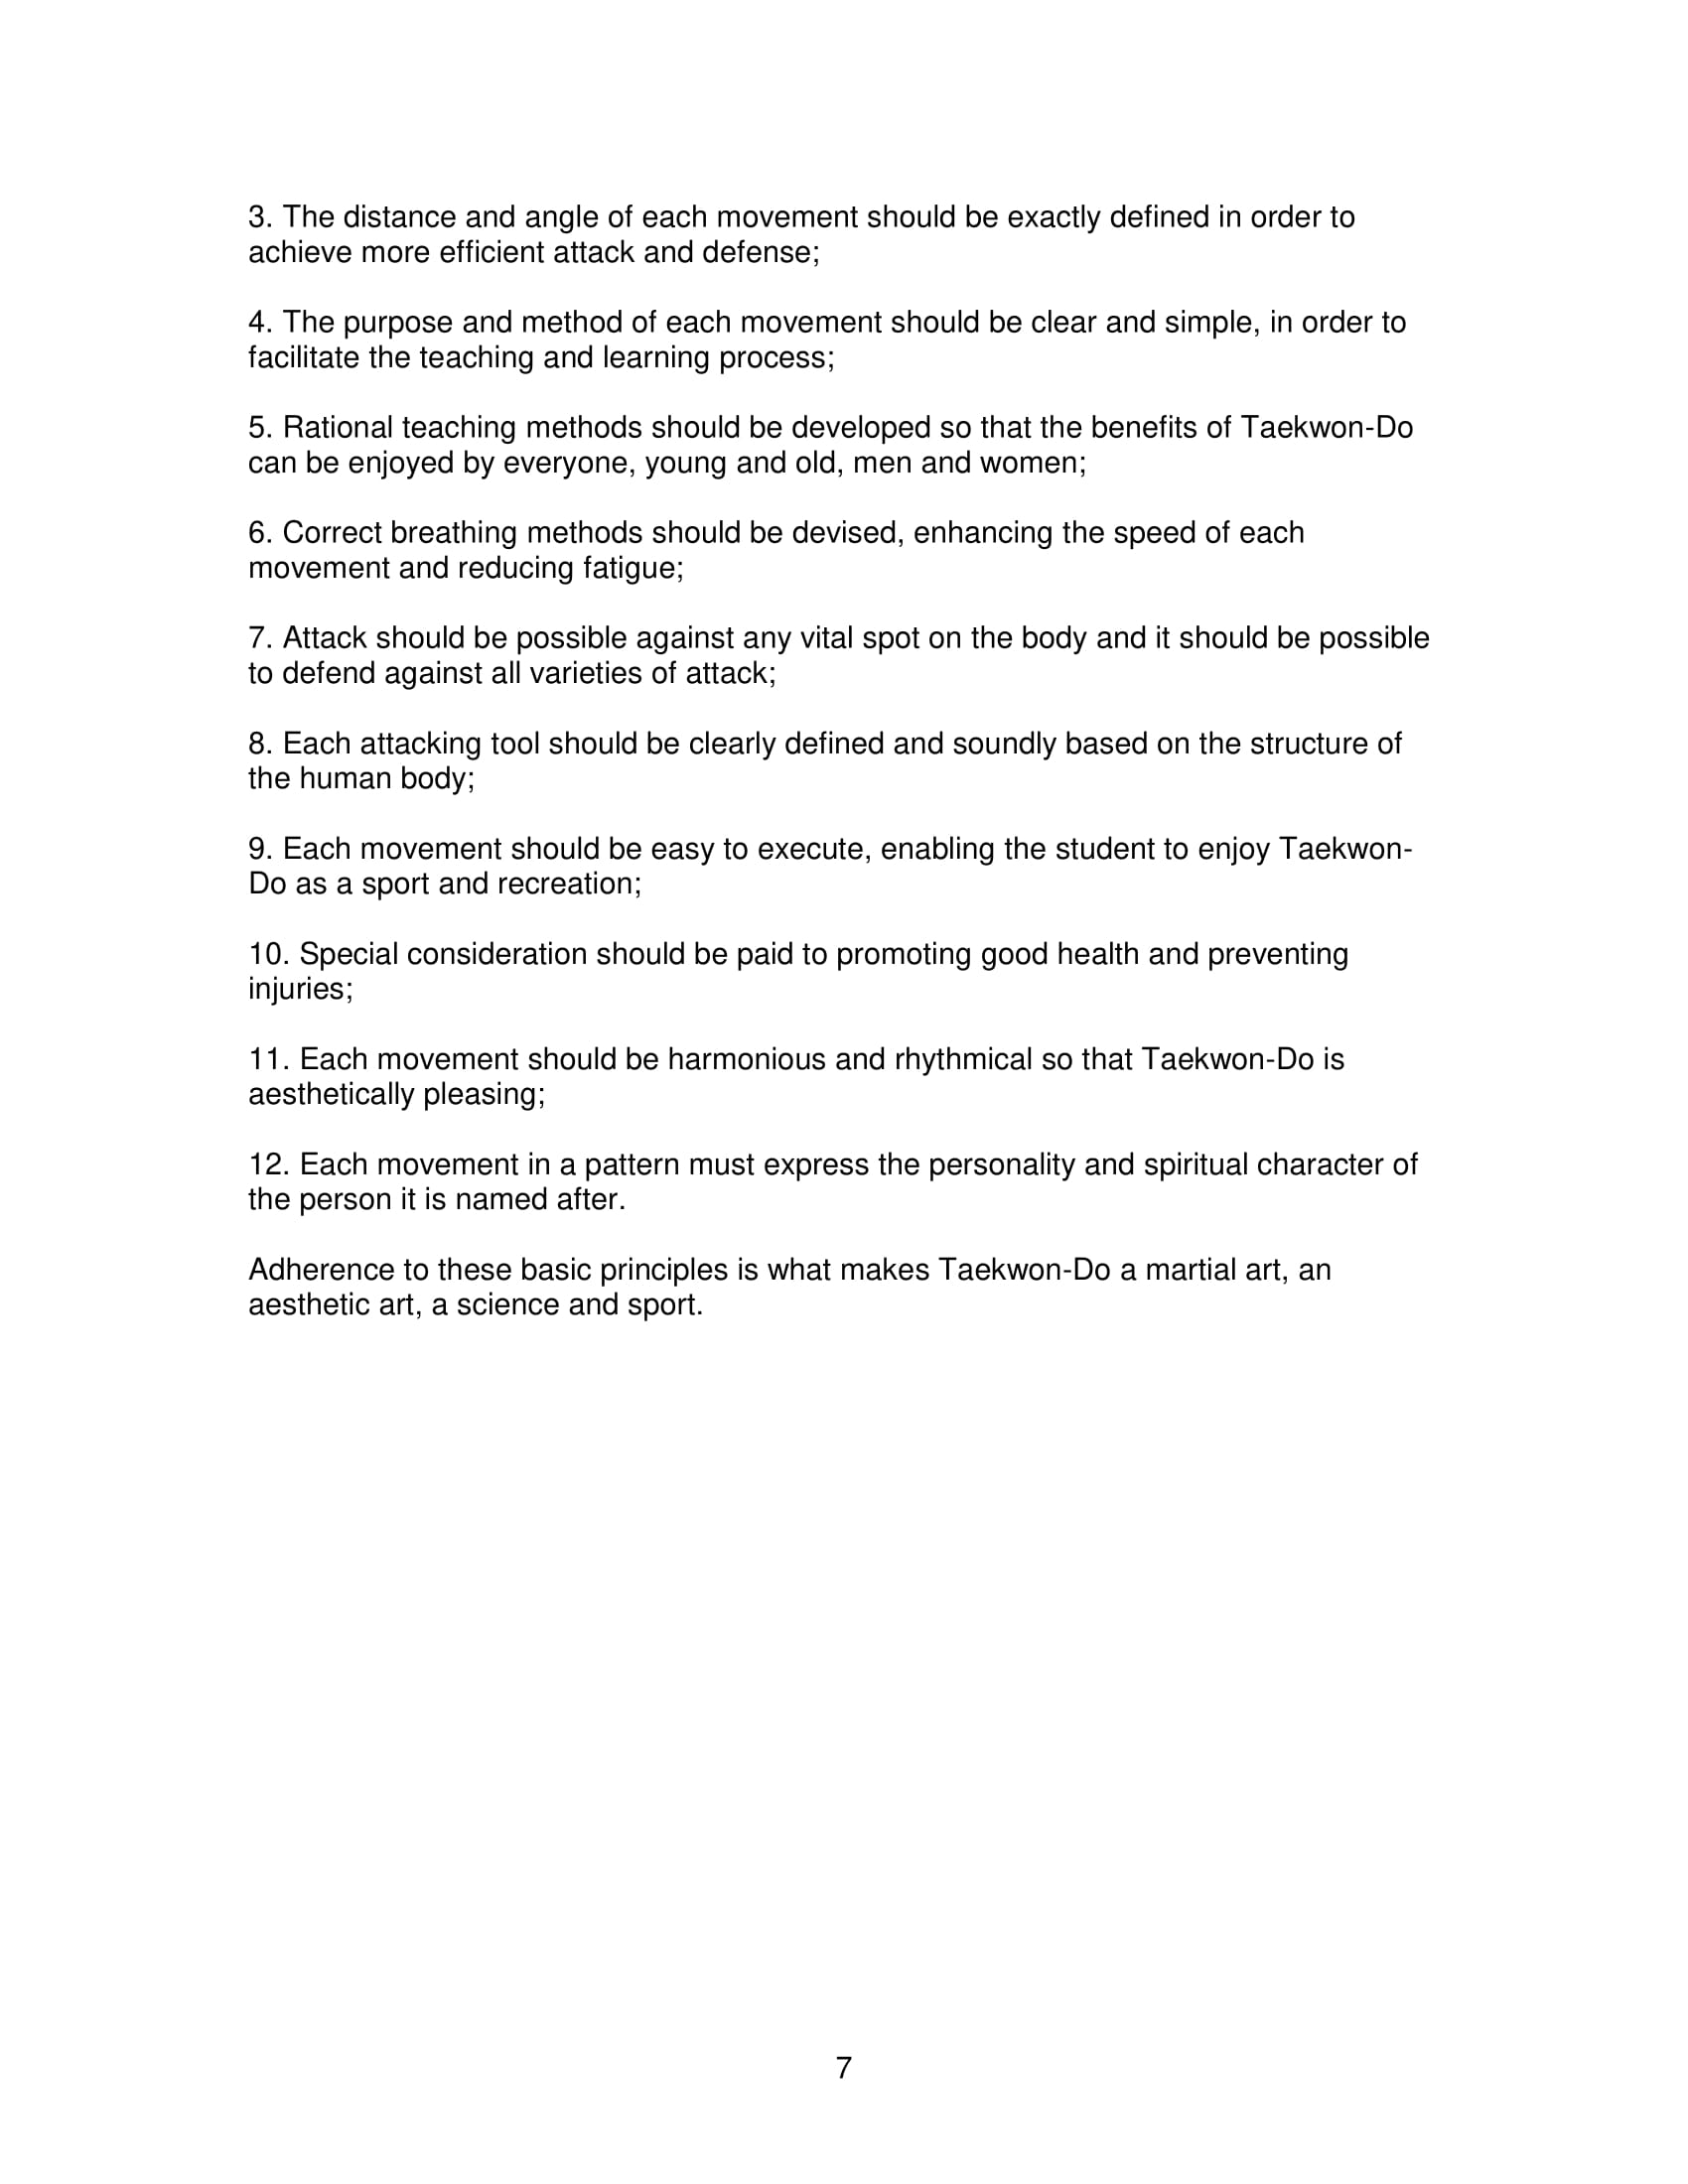 3. The distance and angle of each movement should be exactly defined in order to
achieve more efficient attack and defense;
4. The purpose and method of each movement should be clear and simple, in order to
facilitate the teaching and learning process;
5. Rational teaching methods should be developed so that the benefits of Taekwon-Do
can be enjoyed by everyone, young and old, men and women;
6. Correct breathing methods should be devised, enhancing the speed of each
movement and reducing fatigue;
7. Attack should be possible against any vital spot on the body and it should be possible
to defend against all varieties of attack;
8. Each attacking tool should be clearly defined and soundly based on the structure of
the human body;
9. Each movement should be easy to execute, enabling the student to enjoy Taekwon-
Do as a sport and recreation;
10. Special consideration should be paid to promoting good health and preventing
injuries;
11. Each movement should be harmonious and rhythmical so that Taekwon-Do is
aesthetically pleasing;
12. Each movement in a pattern must express the personality and spiritual character of
the person it is named after.
Adherence to these basic principles is what makes Taekwon-Do a martial art, an
aesthetic art, a science and sport.
7